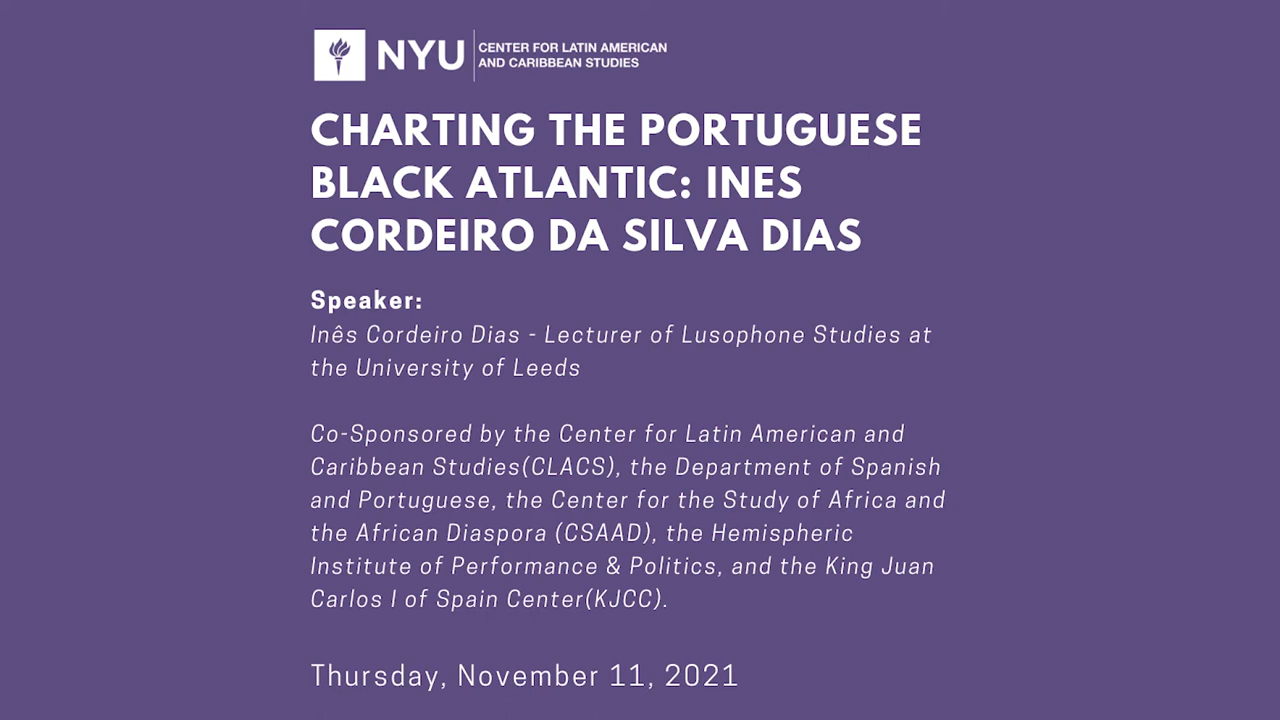 NYU
CENTER FOR LATIN AMERICAN
AND CARIBBEAN STUDIES
CHARTING THE PORTUGUESE
BLACK ATLANTIC: INES
CORDEIRO DA SILVA DIAS
Speaker:
Inês Cordeiro Dias - Lecturer of Lusophone Studies at
the University of Leeds
Co-Sponsored by the Center for Latin American and
Caribbean Studies(CLACS), the Department of Spanish
and Portuguese, the Center for the Study of Africa and
the African Diaspora (CSAAD), the Hemispheric
Institute of Performance & Politics, and the King Juan
Carlos I of Spain Center(KJCC).
Thursday, November 11, 2021